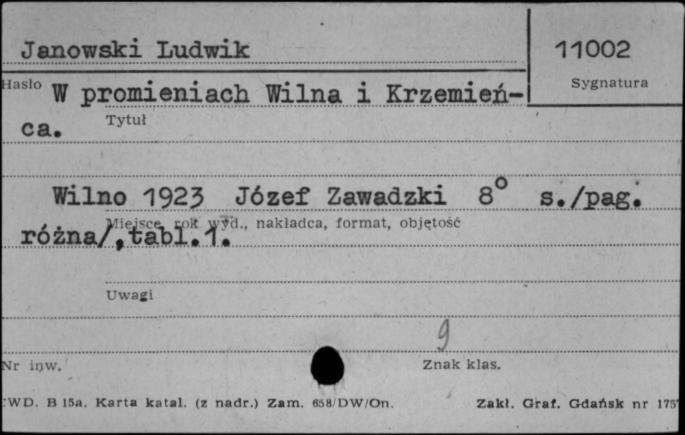 Janowski Ludwik 11002
Hasło Sygnatura
W promieniach Wilna i Krzemień-
ca. Tytuł
Wilno 1923 Józef Zawadzki 8° s./pag.
Miejsce, rok wyd., nakładca, format, objętość
różna/,tabl.1.
Uwagi
9
Nr inw. Znak klas.
WD. B 15a. Karta katal. (z nadr.) Zam. 658/DW/On. Zakł. Graf. Gdańsk nr 175